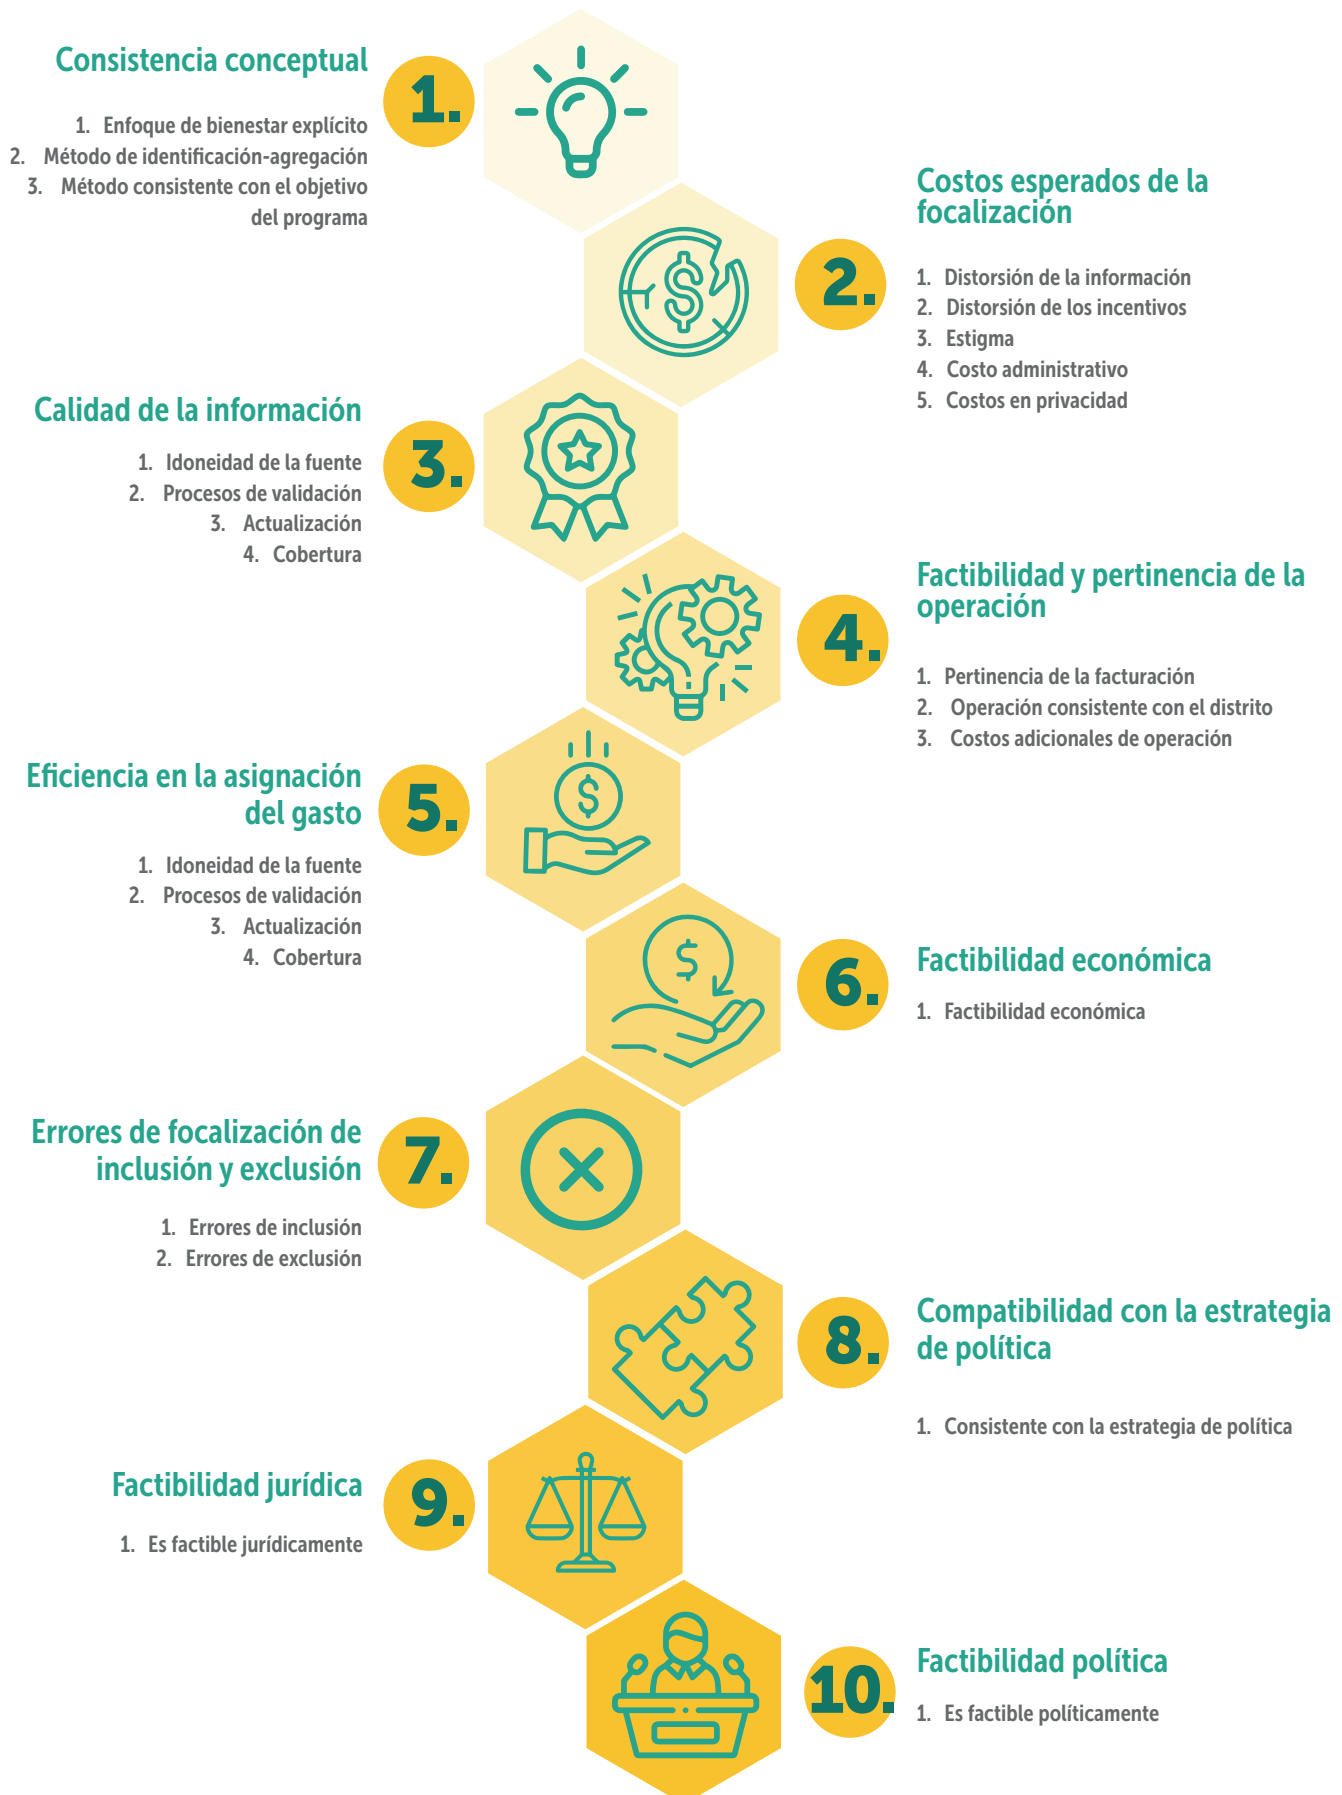 1.
Consistencia conceptual
1. Enfoque de bienestar explícito
2. Método de identificación-agregación
3. Método consistente con el objetivo
del programa
2.
Costos esperados de la
focalización
1. Distorsión de la información
2. Distorsión de los incentivos
3. Estigma
4. Costo administrativo
5. Costos en privacidad
3.
Calidad de la información
1. Idoneidad de la fuente
2. Procesos de validación
3. Actualización
4. Cobertura
4.
Factibilidad y pertinencia de la
operación
1. Pertinencia de la facturación
2. Operación consistente con el distrito
3. Costos adicionales de operación
5.
Eficiencia en la asignación
del gasto
1. Idoneidad de la fuente
2. Procesos de validación
3. Actualización
4. Cobertura
6.
Factibilidad económica
1. Factibilidad económica
7.
Errores de focalización de
inclusión y exclusión
1. Errores de inclusión
2. Errores de exclusión
8.
Compatibilidad con la estrategia
de política
1. Consistente con la estrategia de política
9.
Factibilidad jurídica
1. Es factible jurídicamente
10.
Factibilidad política
1. Es factible políticamente
$
$
$